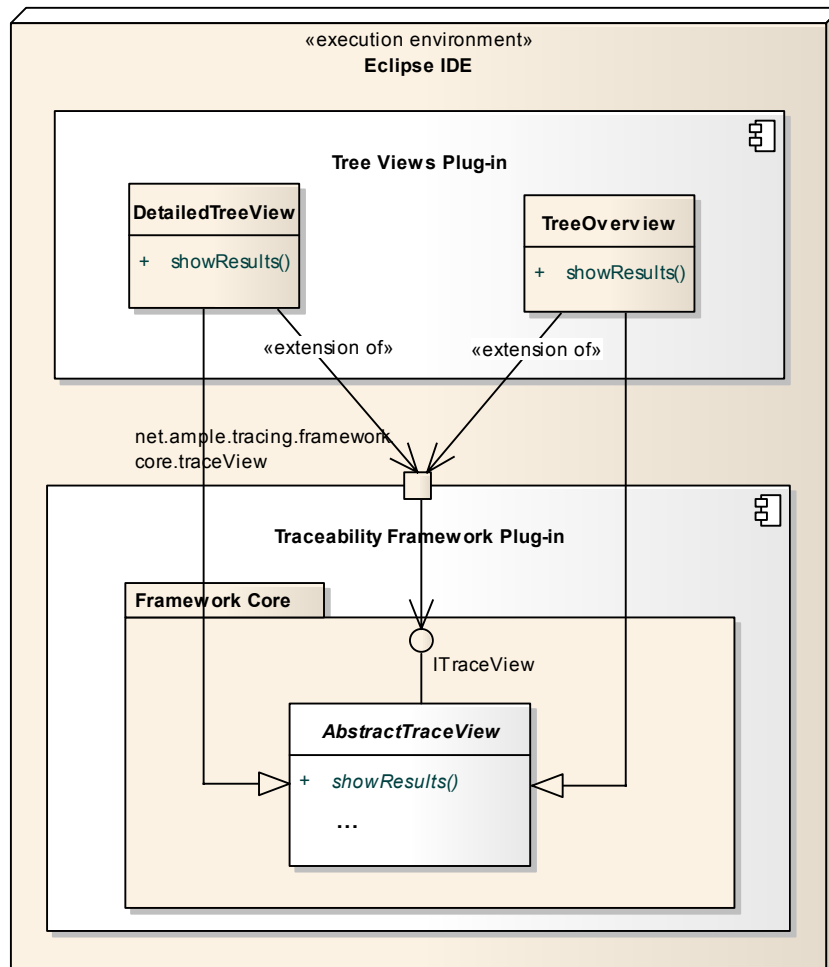 «execution environment»
Eclipse IDE
Tree Views Plug-in
DetailedTreeView
+ showResults()
TreeOverview
+ showResults()
«extension of»
«extension of»
net.ample.tracing.framework
core.traceView
Traceability Framework Plug-in
Framework Core
ITraceView
AbstractTraceView
+ showResults()
...